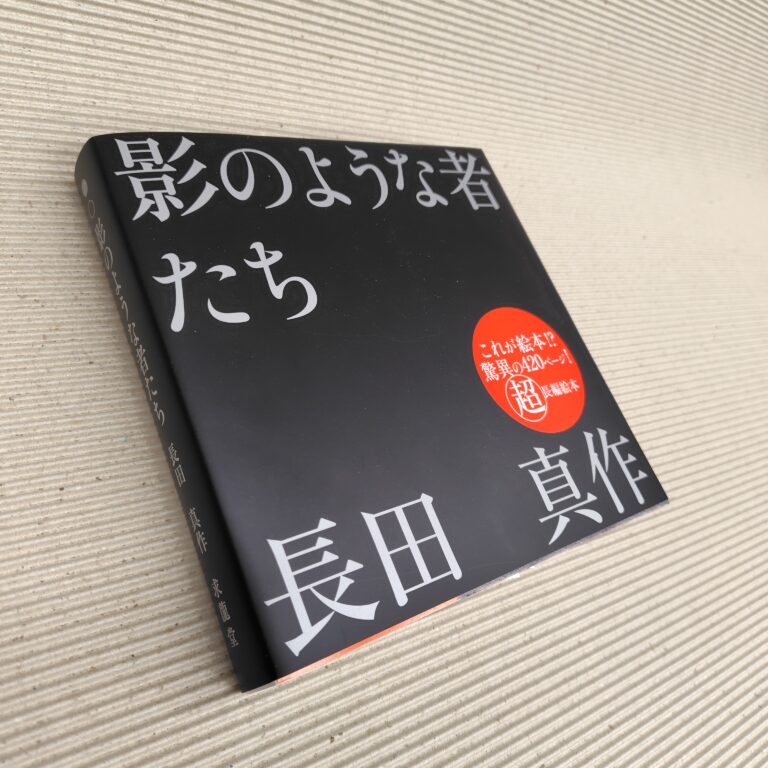 影のような者
たち
これが絵本!?
驚異の420ページ!
超長編絵本
長田 真作
影のような者たち 長田 真作 求龍堂